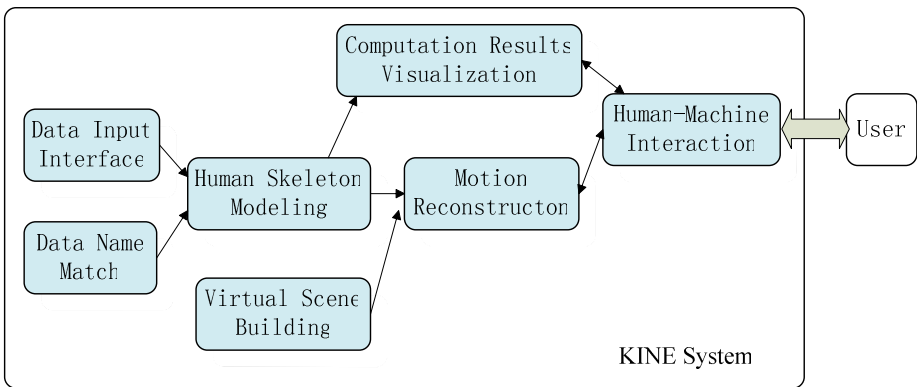 Computation Results
Visualization
Human-Machine
Interaction
User
Data Input
Interface
Human Skeleton
Modeling
Motion
Reconstructon
Data Name
Match
Virtual Scene
Building
KINE System